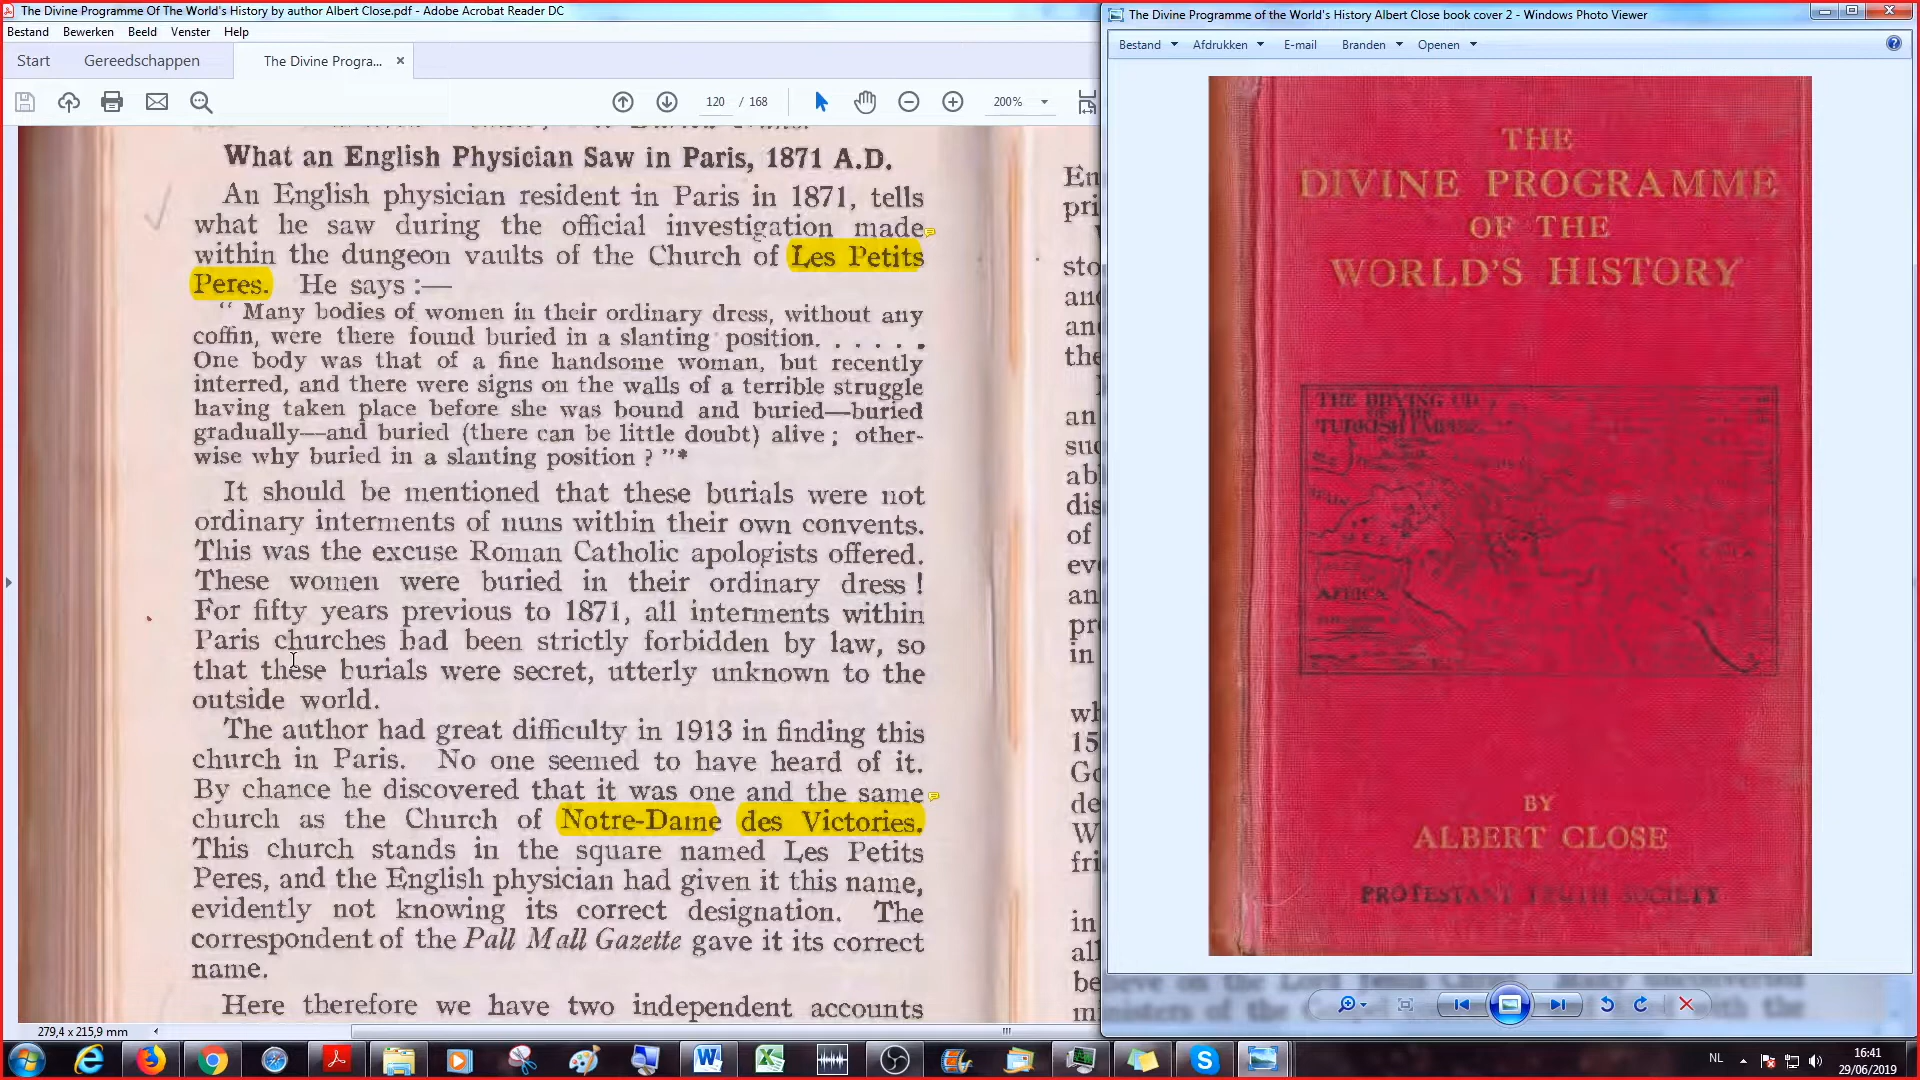 The Divine Programme Of The World's History by author Albert Close.pdf - Adobe Acrobat Reader DC
Bestand Bewerken Beeld Venster Help
Start Gereedschappen The Divine Progra... ×
120 / 168 200%
What an English Physician Saw in Paris, 1871 A.D.
An English physician resident in Paris in 1871, tells
what he saw during the official investigation made
within the dungeon vaults of the Church of Les Petits
Peres. He says :—
“ Many bodies of women in their ordinary dress, without any
coffin, were there found buried in a slanting position. . . . . .
One body was that of a fine handsome woman, but recently
interred, and there were signs on the walls of a terrible struggle
having taken place before she was bound and buried—buried
gradually—and buried (there can be little doubt) alive ; other-
wise why buried in a slanting position ? ”*
It should be mentioned that these burials were not
ordinary interments of nuns within their own convents.
This was the excuse Roman Catholic apologists offered.
These women were buried in their ordinary dress !
For fifty years previous to 1871, all interments within
Paris churches had been strictly forbidden by law, so
that these burials were secret, utterly unknown to the
outside world.
The author had great difficulty in 1913 in finding this
church in Paris. No one seemed to have heard of it.
By chance he discovered that it was one and the same
church as the Church of Notre-Dame des Victories.
This church stands in the square named Les Petits
Peres, and the English physician had given it this name,
evidently not knowing its correct designation. The
correspondent of the Pall Mall Gazette gave it its correct
name.
Here therefore we have two independent accounts
279,4 x 215,9 mm
The Divine Programme of the World's History Albert Close book cover 2 - Windows Photo Viewer
Bestand Afdrukken E-mail Branden Openen
THE
DIVINE PROGRAMME
OF THE
WORLD'S HISTORY
THE DRYING UP
OF THE
TURKISH EMPIRE
AFRICA
BY
ALBERT CLOSE
PROTESTANT TRUTH SOCIETY
NL
16:41
29/06/2019